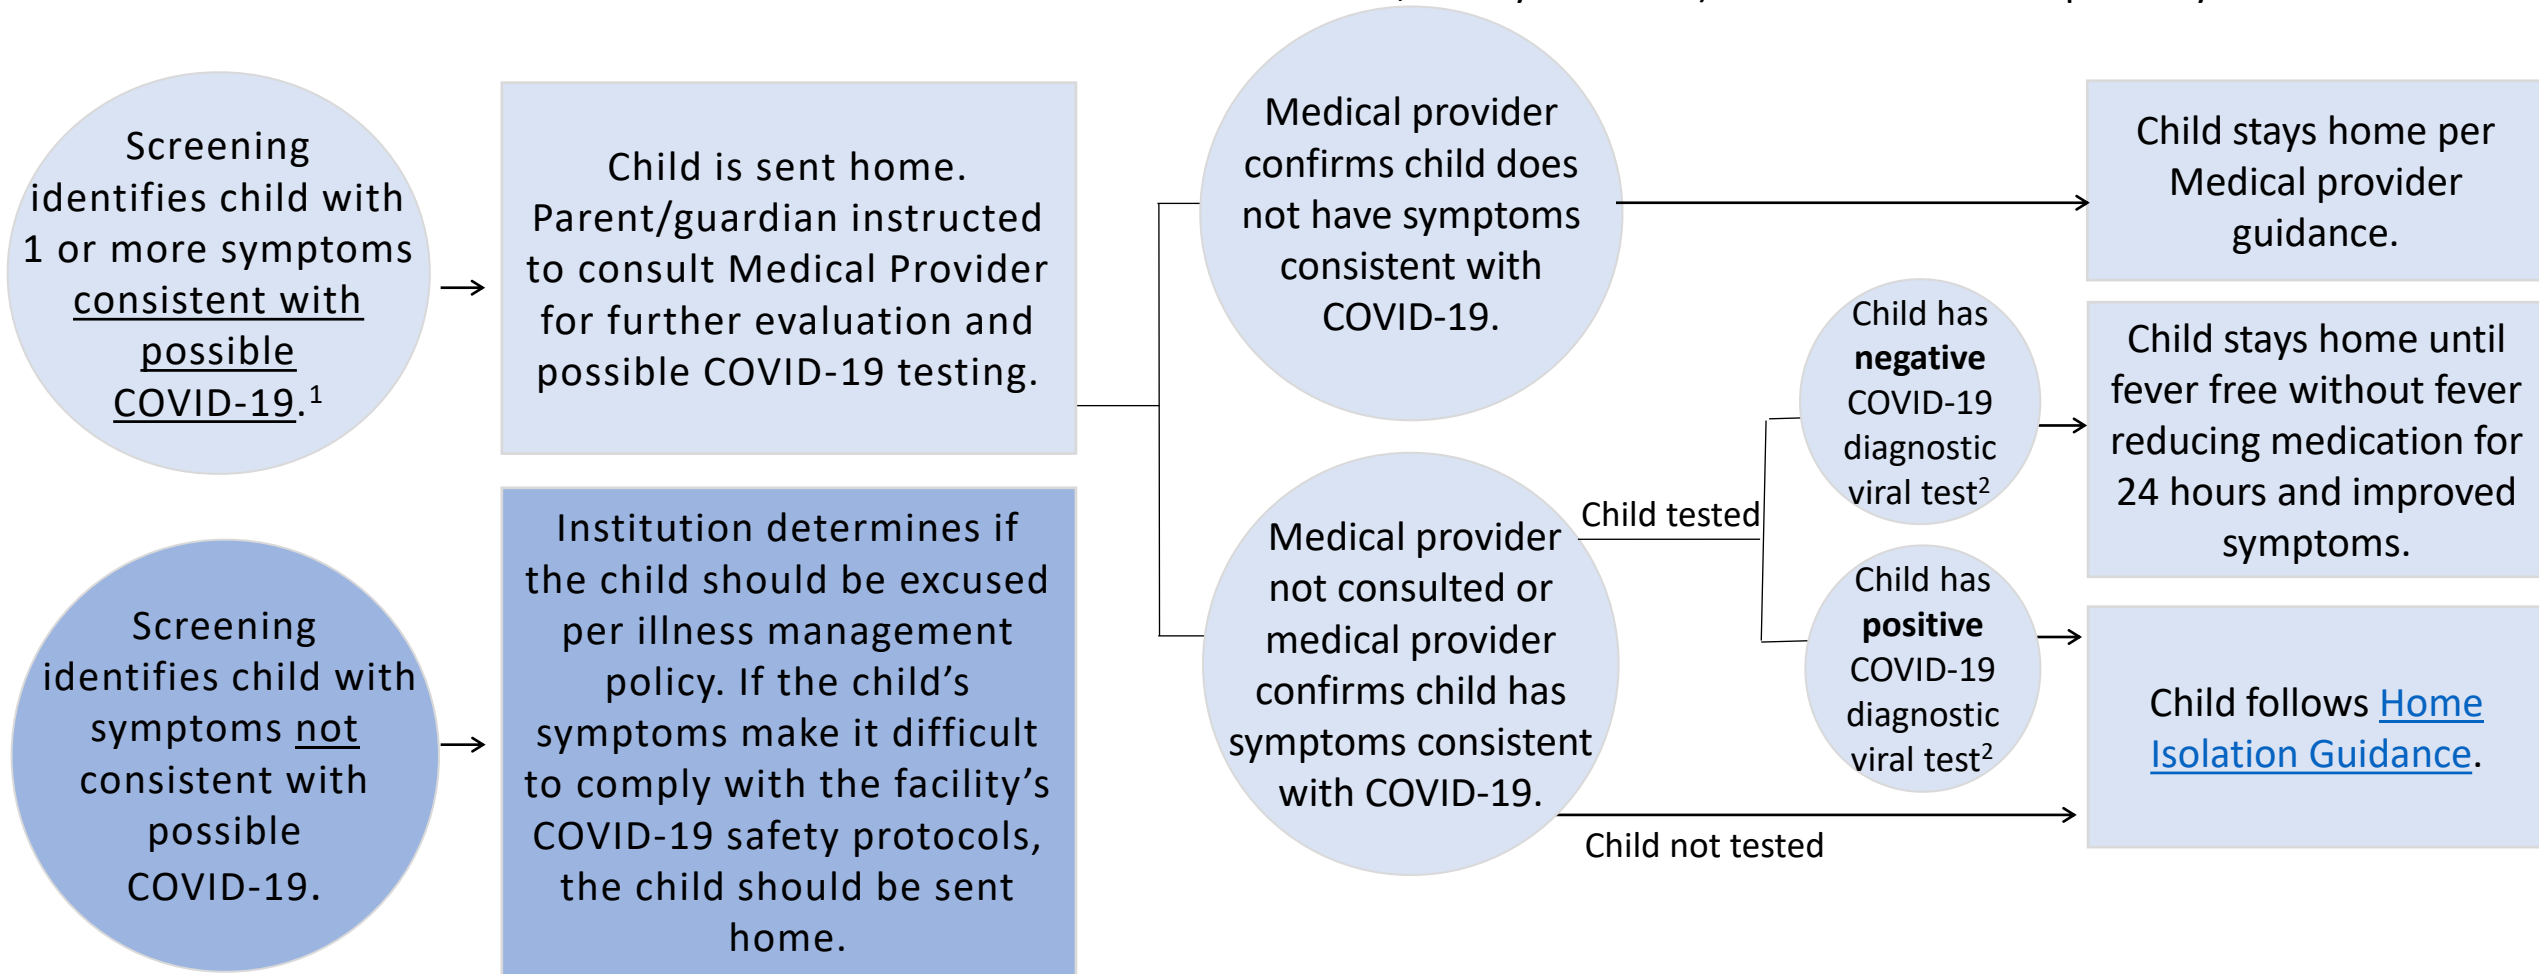 Screening
identifies child with
1 or more symptoms
consistent with
possible
COVID-19.1
Child is sent home.
Parent/guardian instructed
to consult Medical Provider
for further evaluation and
possible COVID-19 testing.
Medical provider
confirms child does
not have symptoms
consistent with
COVID-19.
Child stays home per
Medical provider
guidance.
Screening
identifies child with
symptoms not
consistent with
possible
COVID-19.
Institution determines if
the child should be excused
per illness management
policy. If the child’s
symptoms make it difficult
to comply with the facility’s
COVID-19 safety protocols,
the child should be sent
home.
Medical provider
not consulted or
medical provider
confirms child has
symptoms consistent
with COVID-19.
Child tested
Child has
negative
COVID-19
diagnostic
viral test2
Child stays home until
fever free without fever
reducing medication for
24 hours and improved
symptoms.
Child has
positive
COVID-19
diagnostic
viral test2
Child follows Home
Isolation Guidance.
Child not tested